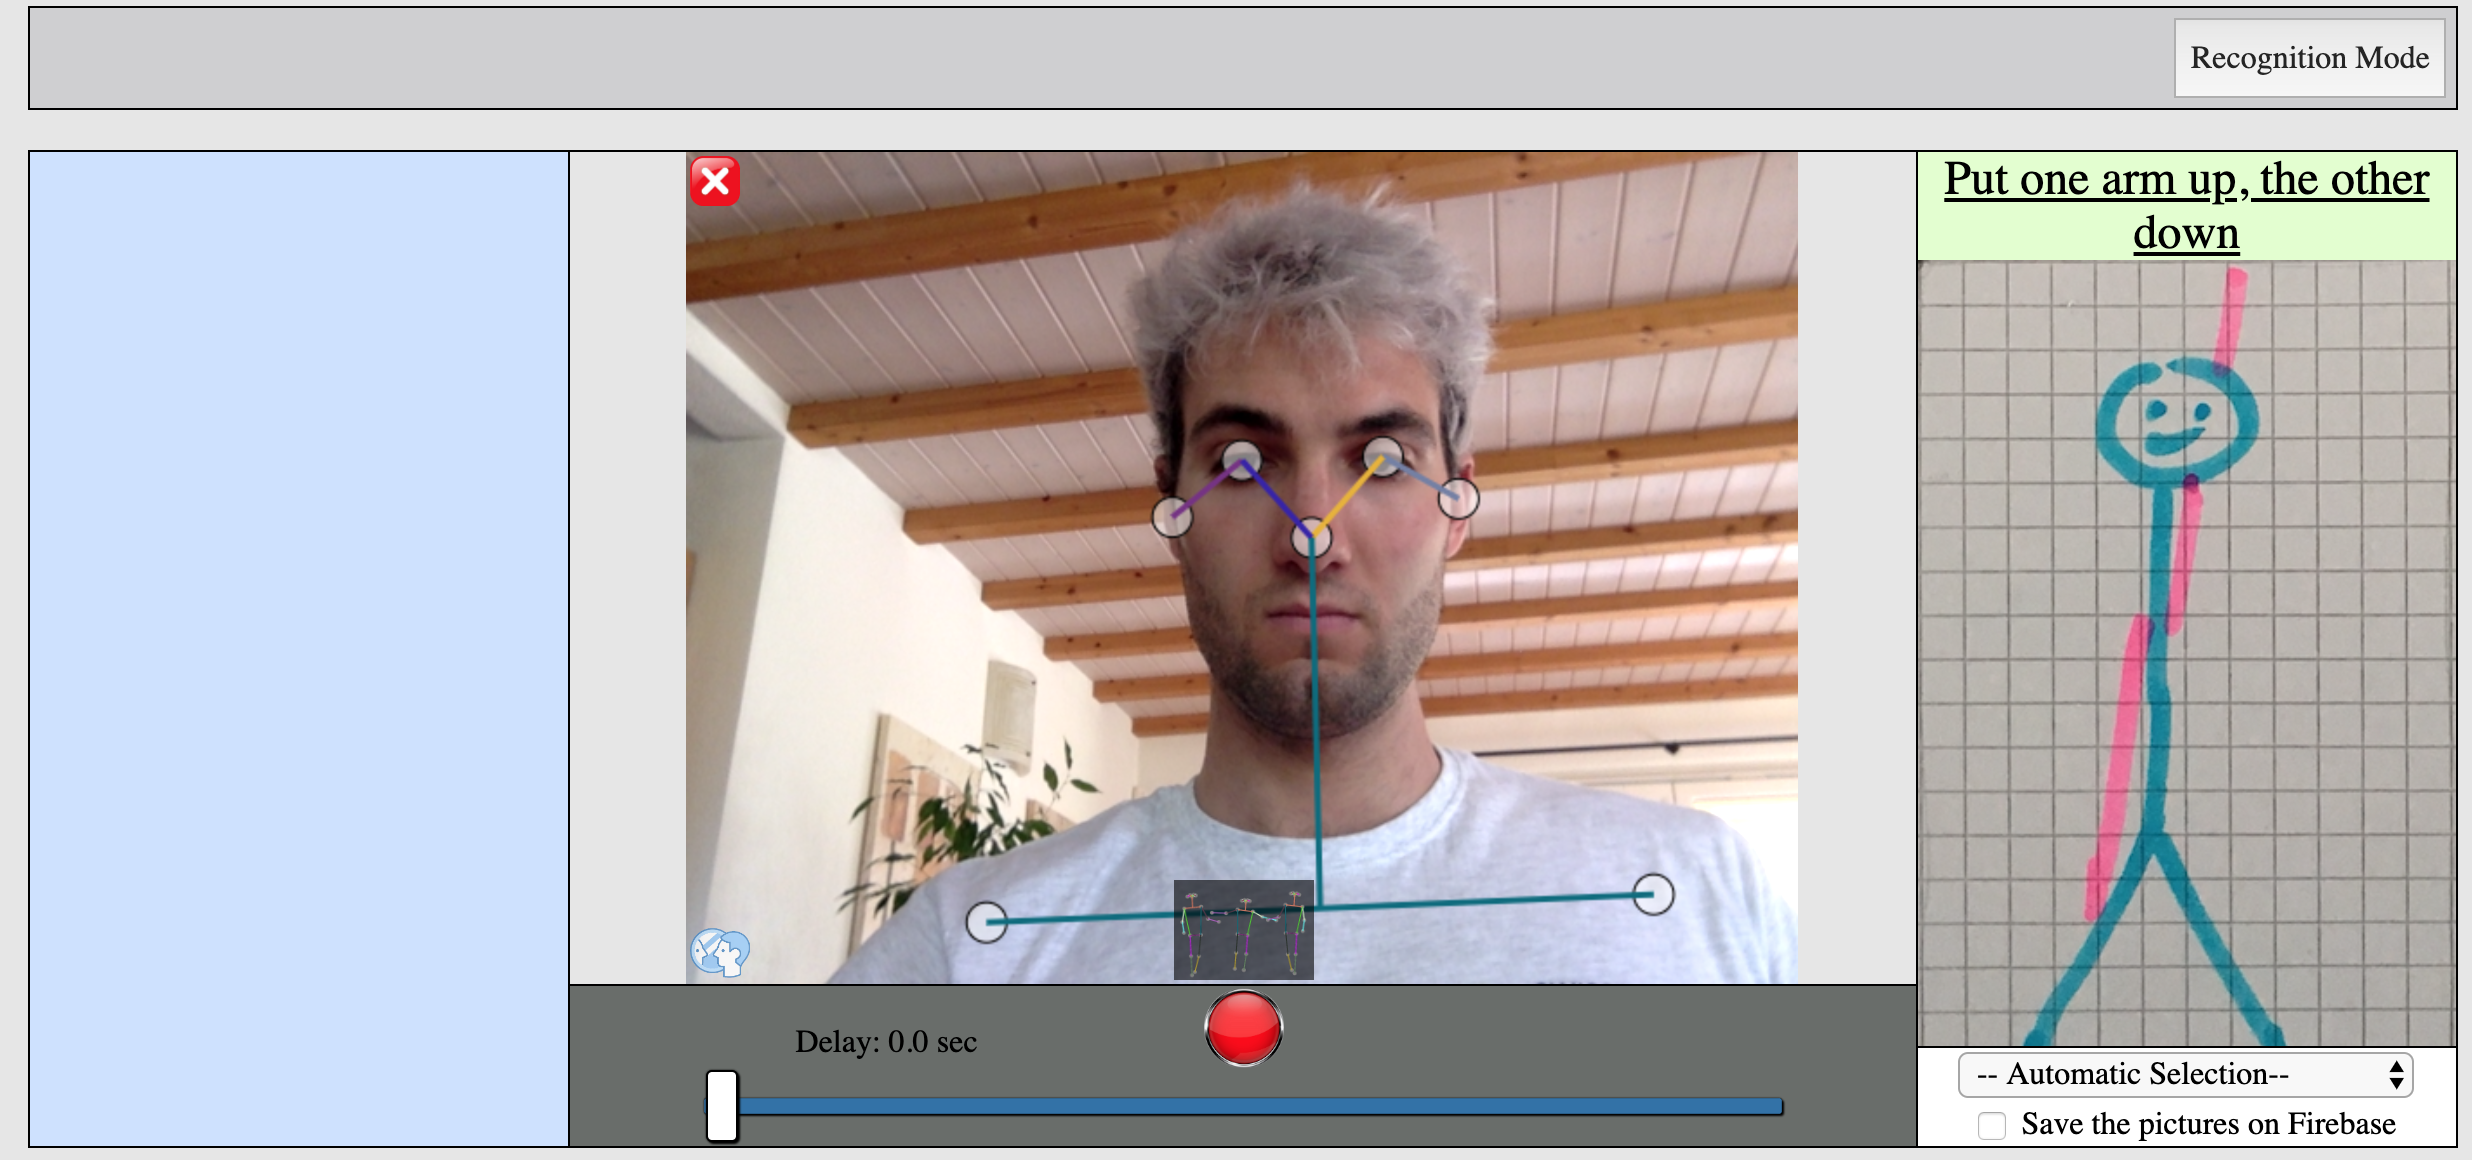 Recognition Mode
Put one arm up, the other
down
Delay: 0.0 sec
-- Automatic Selection--
Save the pictures on Firebase